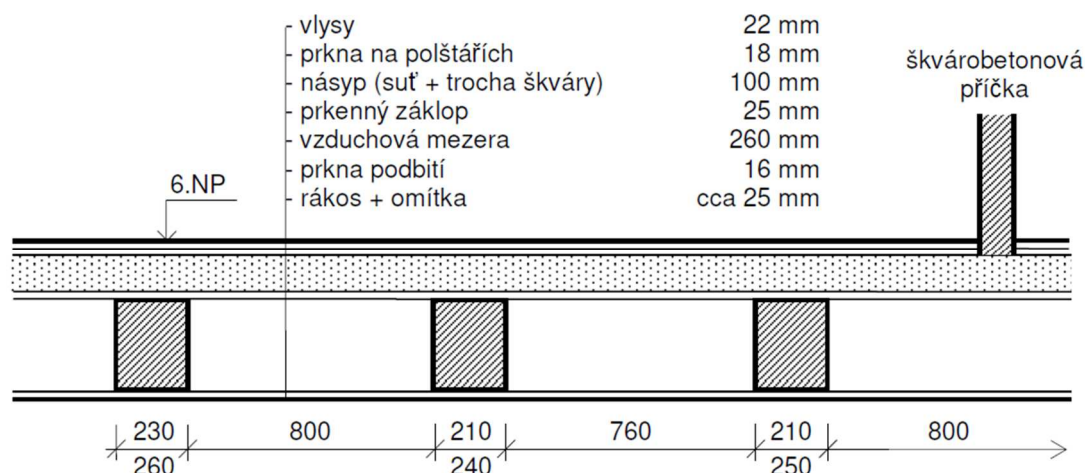 vlysy 22 mm
prkna na polštářích 18 mm
násyp (suť + trocha škváry) 100 mm
prkenný záklop 25 mm
vzduchová mezera 260 mm
prkna podbití 16 mm
rákos + omítka cca 25 mm
škvárobetonová
příčka
6.NP
230 800 210 760 210 800
260 240 250